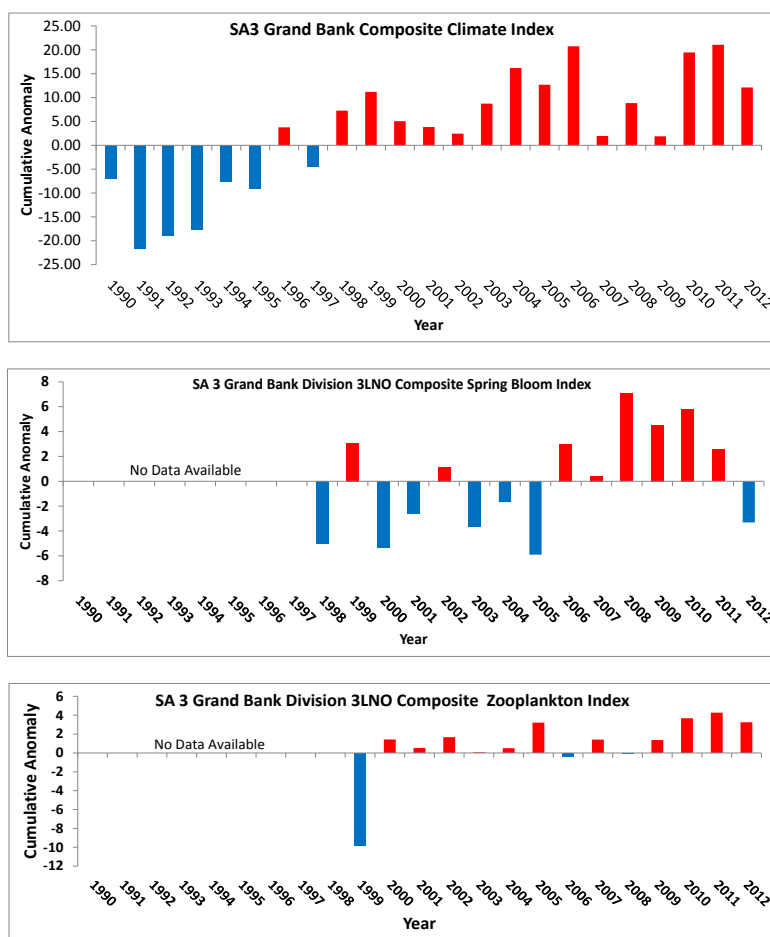 SA3 Grand Bank Composite Climate Index
25.00
20.00
15.00
10.00
5.00
0.00
-5.00
-10.00
-15.00
-20.00
-25.00
Cumulative Anomaly
1990 1991 1992 1993 1994 1995 1996 1997 1998 1999 2000 2001 2002 2003 2004 2005 2006 2007 2008 2009 2010 2011 2012
Year
SA 3 Grand Bank Division 3LNO Composite Spring Bloom Index
8
6
4
2
0
-2
-4
-6
-8
Cumulative Anomaly
No Data Available
1990 1991 1992 1993 1994 1995 1996 1997 1998 1999 2000 2001 2002 2003 2004 2005 2006 2007 2008 2009 2010 2011 2012
Year
SA 3 Grand Bank Division 3LNO Composite Zooplankton Index
6
4
2
0
-2
-4
-6
-8
-10
-12
Cumulative Anomaly
No Data Available
1990 1991 1992 1993 1994 1995 1996 1997 1998 1999 2000 2001 2002 2003 2004 2005 2006 2007 2008 2009 2010 2011 2012
Year